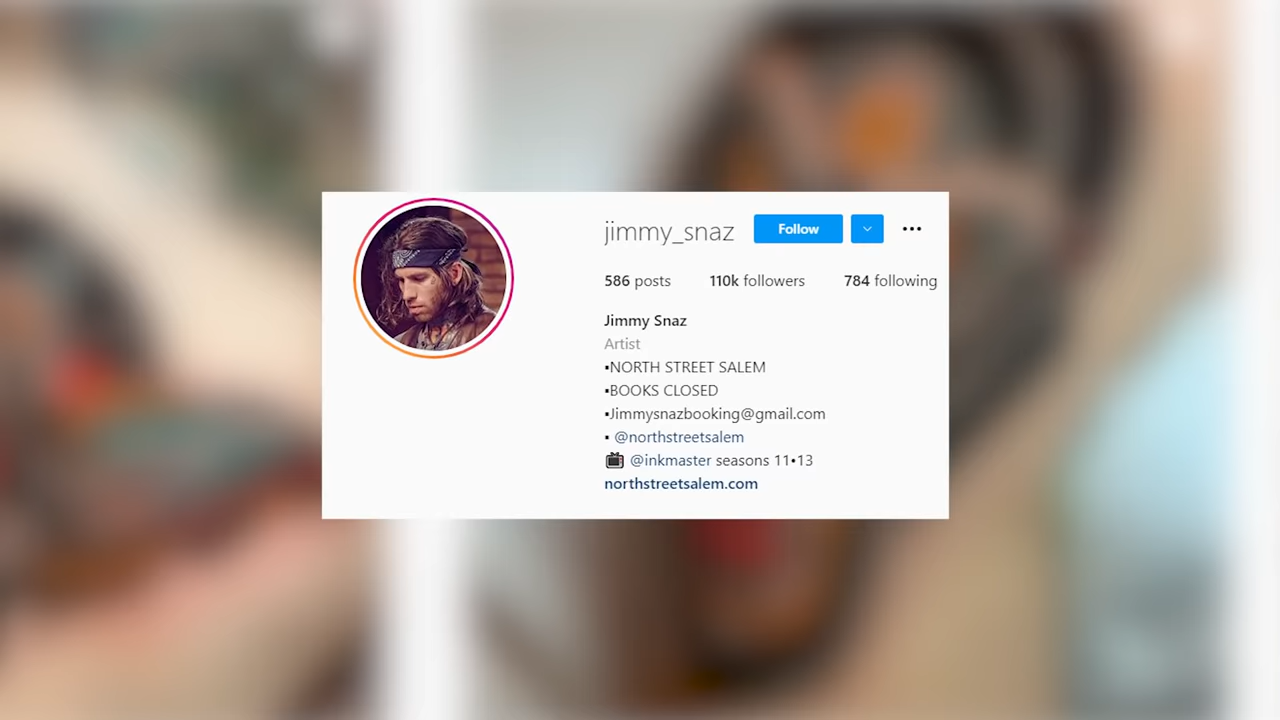 jimmy_snaz Follow
586 posts 110k followers 784 following
Jimmy Snaz
Artist
▪NORTH STREET SALEM
▪BOOKS CLOSED
▪Jimmysnazbooking@gmail.com
▪ @northstreetsalem
📺 @inkmaster seasons 11•13
northstreetsalem.com